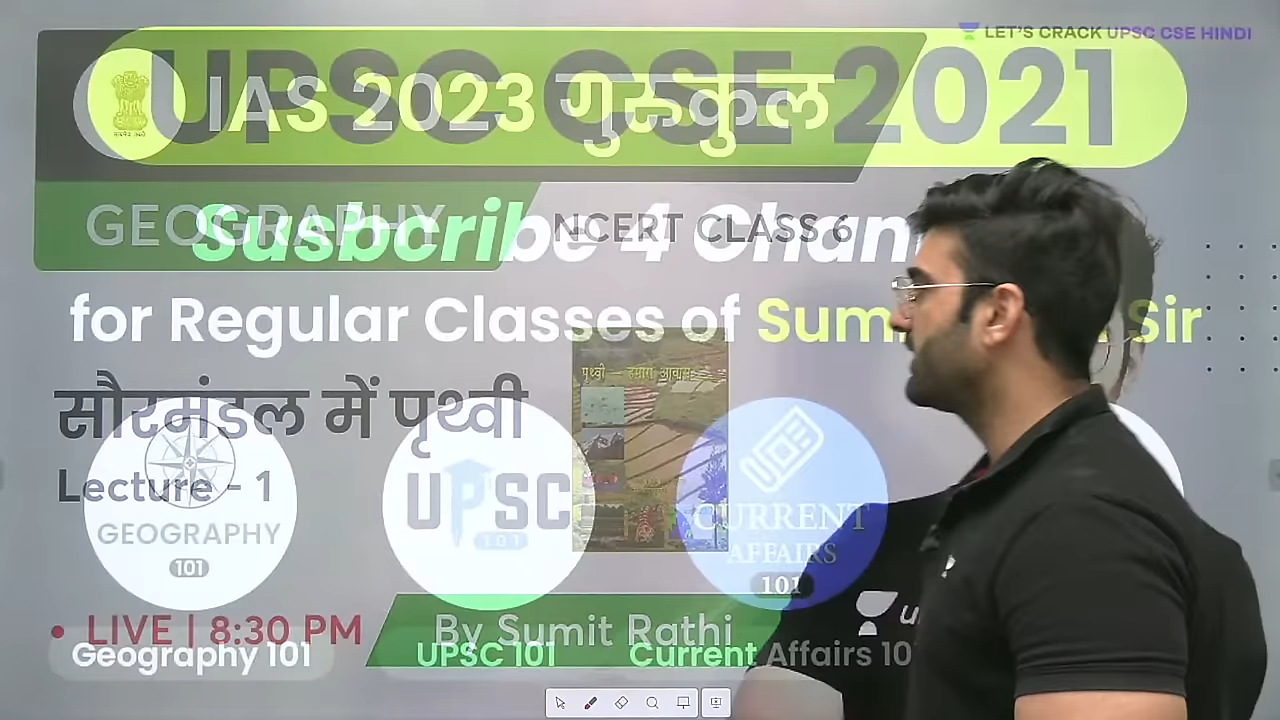 LET'S CRACK UPSC CSE HINDI
UPSC CSE 2021
IAS 2023 गुरुकुल
GEOGRAPHY
NCERT CLASS 6
Susbcribe 4 Chan
for Regular Classes of Sum Sir
पृथ्वी हमारा आवास
सौरमंडल में पृथ्वी
Lecture - 1
GEOGRAPHY
101
UPSC
101
CURRENT
AFFAIRS
101
• LIVE | 8:30 PM
By Sumit Rathi
Geography 101
UPSC 101
Current Affairs 10
u